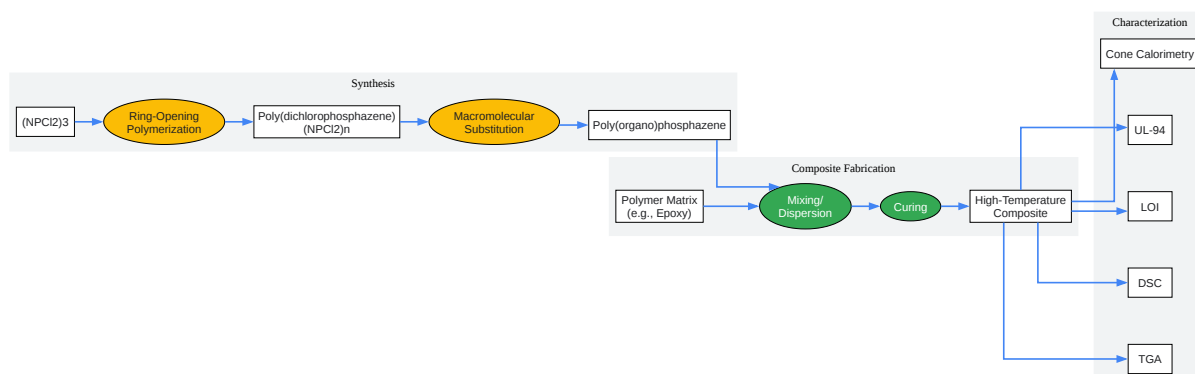 Characterization
Cone Calorimetry
Synthesis
(NPCl2)3
Ring-Opening
Polymerization
Poly(dichlorophosphazene)
(NPCl2)n
Macromolecular
Substitution
Poly(organo)phosphazene
UL-94
Composite Fabrication
Polymer Matrix
(e.g., Epoxy)
Mixing/
Dispersion
Curing
High-Temperature
Composite
LOI
DSC
TGA